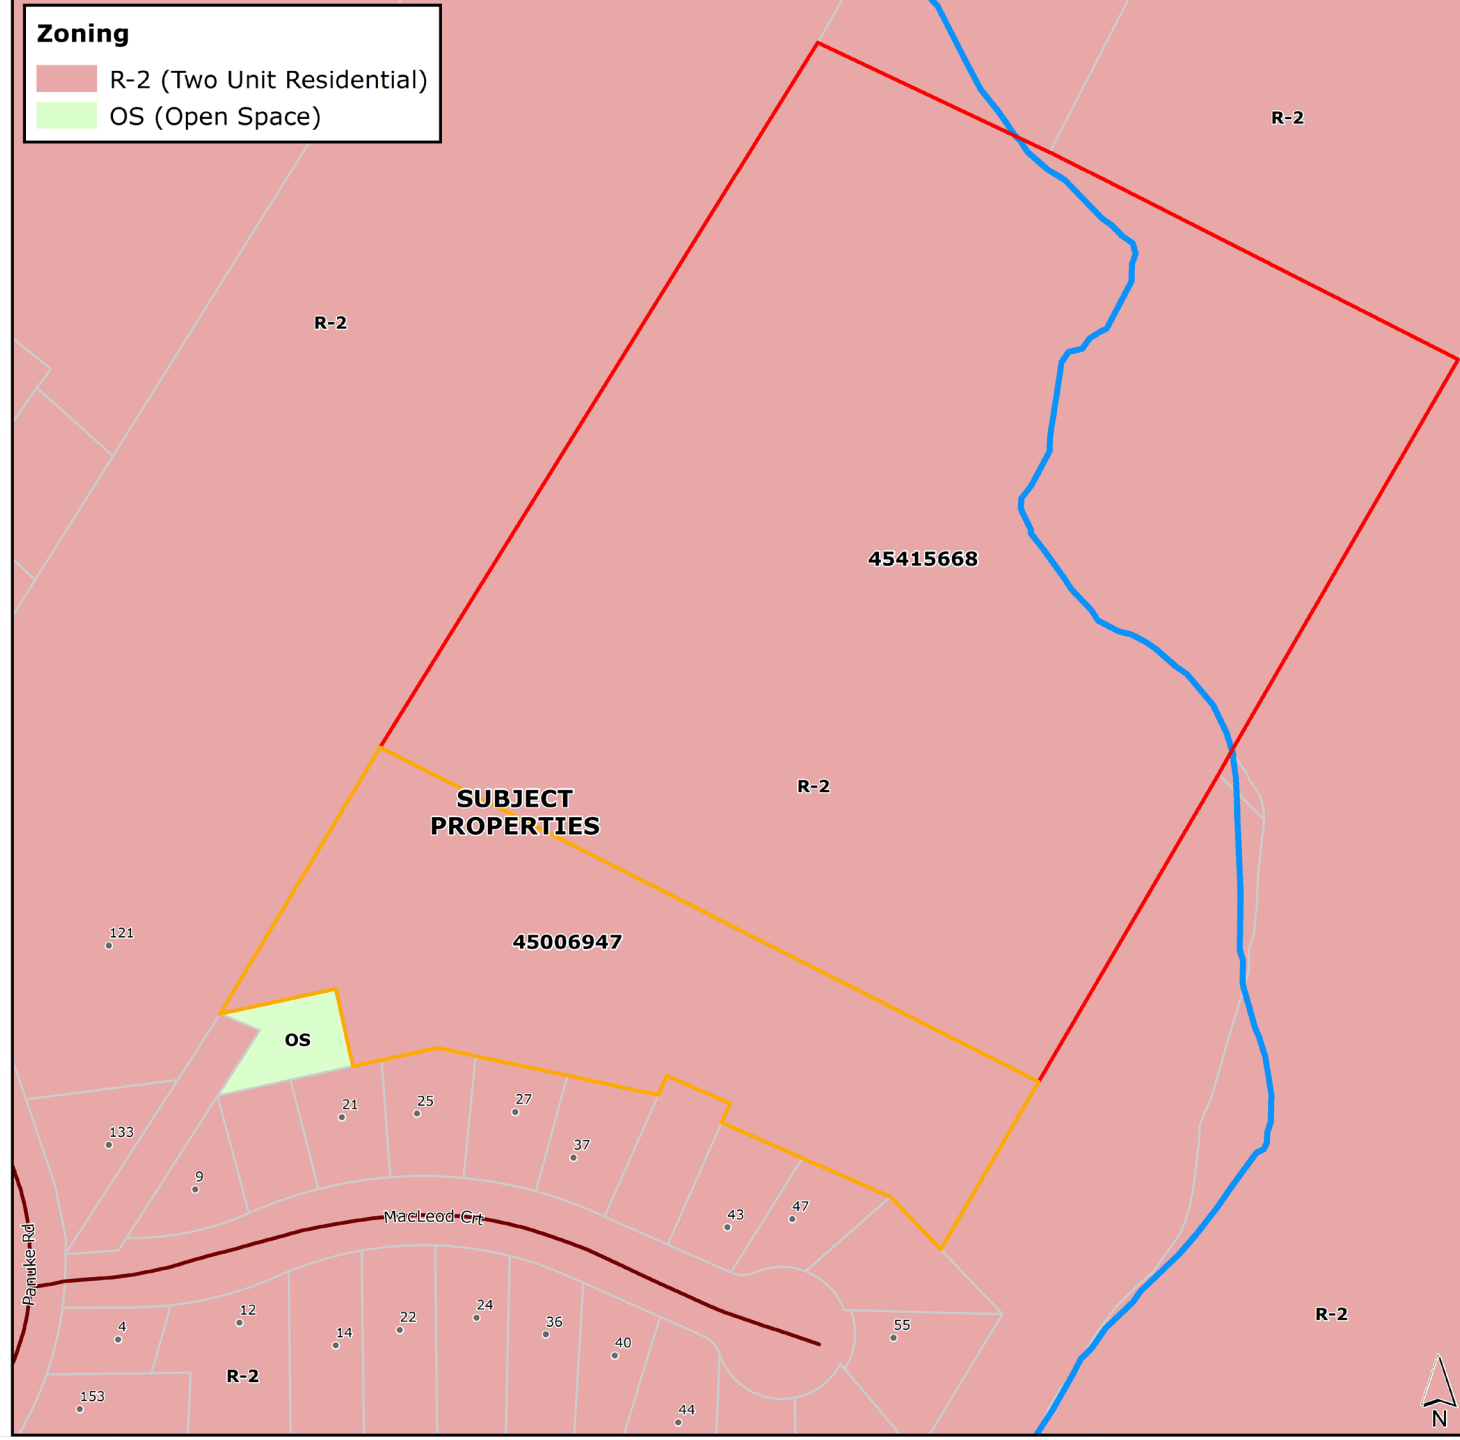 Zoning
R-2 (Two Unit Residential)
OS (Open Space)
R-2
R-2
45415668
R-2
SUBJECT
PROPERTIES
45006947
121
OS
21
25
27
133
37
9
43
47
MacLeod Crt
Panuke Rd
4
12
14
22
24
36
40
55
R-2
R-2
153
44
N